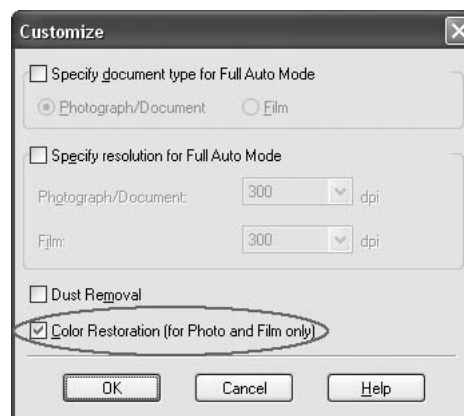 Customize
Specify document type for Full Auto Mode
Photograph/Document Film
Specify resolution for Full Auto Mode
Photograph/Document: 300 dpi
Film: 300 dpi
Dust Removal
Color Restoration (for Photo and Film only)
OK Cancel Help